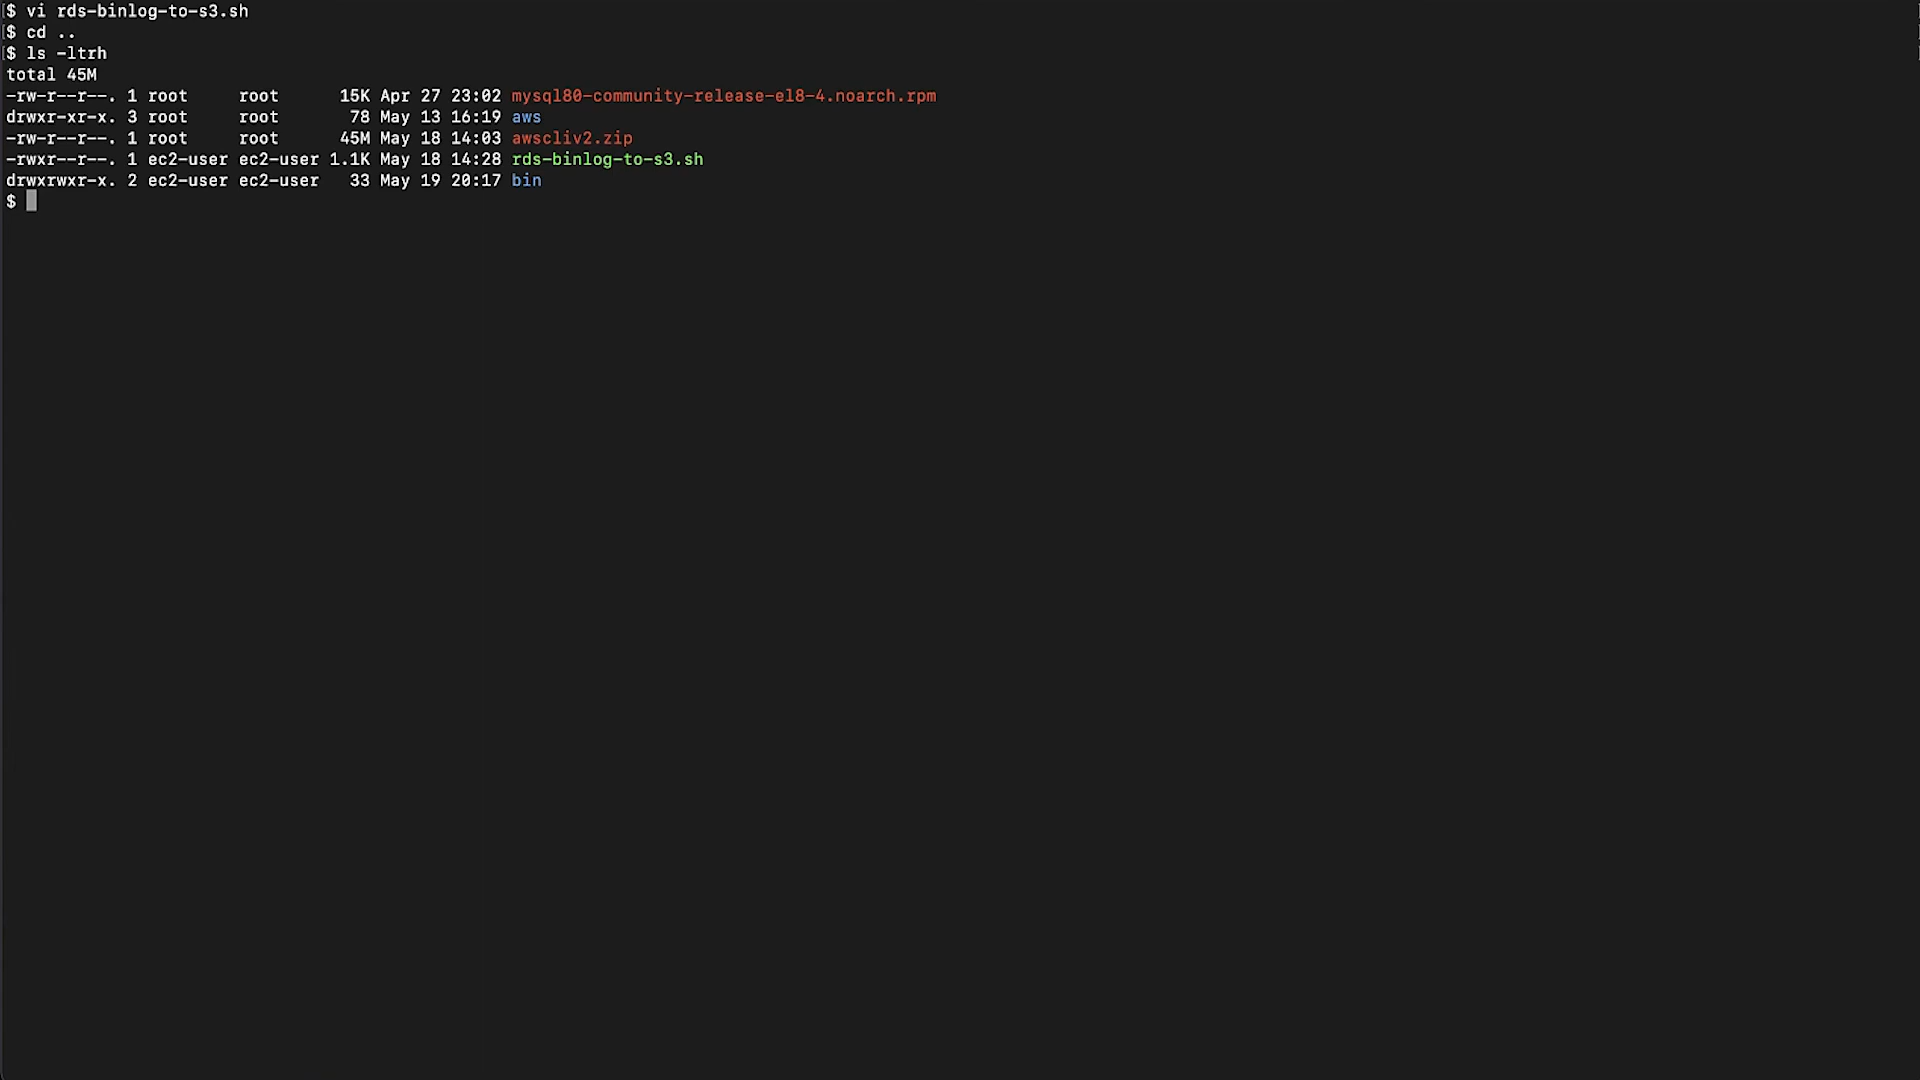 [$ vi rds-binlog-to-s3.sh
[$ cd ..
[$ ls -ltrh
total 45M
-rw-r--r--. 1 root     root      15K Apr 27 23:02 mysql80-community-release-el8-4.noarch.rpm
drwxr-xr-x. 3 root     root       78 May 13 16:19 aws
-rw-r--r--. 1 root     root      45M May 18 14:03 awscliv2.zip
-rwxr--r--. 1 ec2-user ec2-user 1.1K May 18 14:28 rds-binlog-to-s3.sh
drwxrwxr-x. 2 ec2-user ec2-user   33 May 19 20:17 bin
$